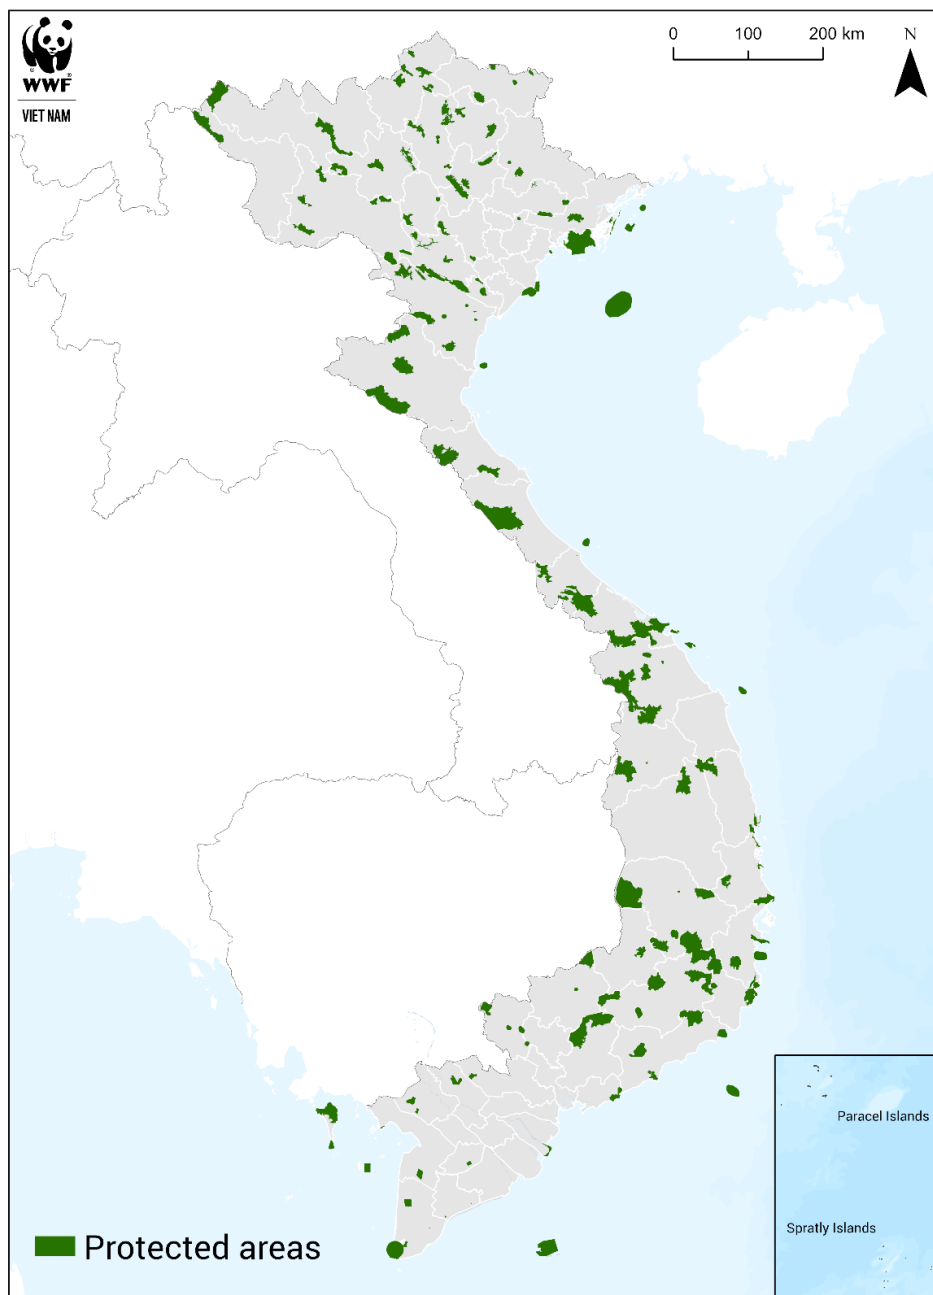 WWF
®
VIET NAM
0 100 200 km
N
Paracel Islands
Spratly Islands
Protected areas